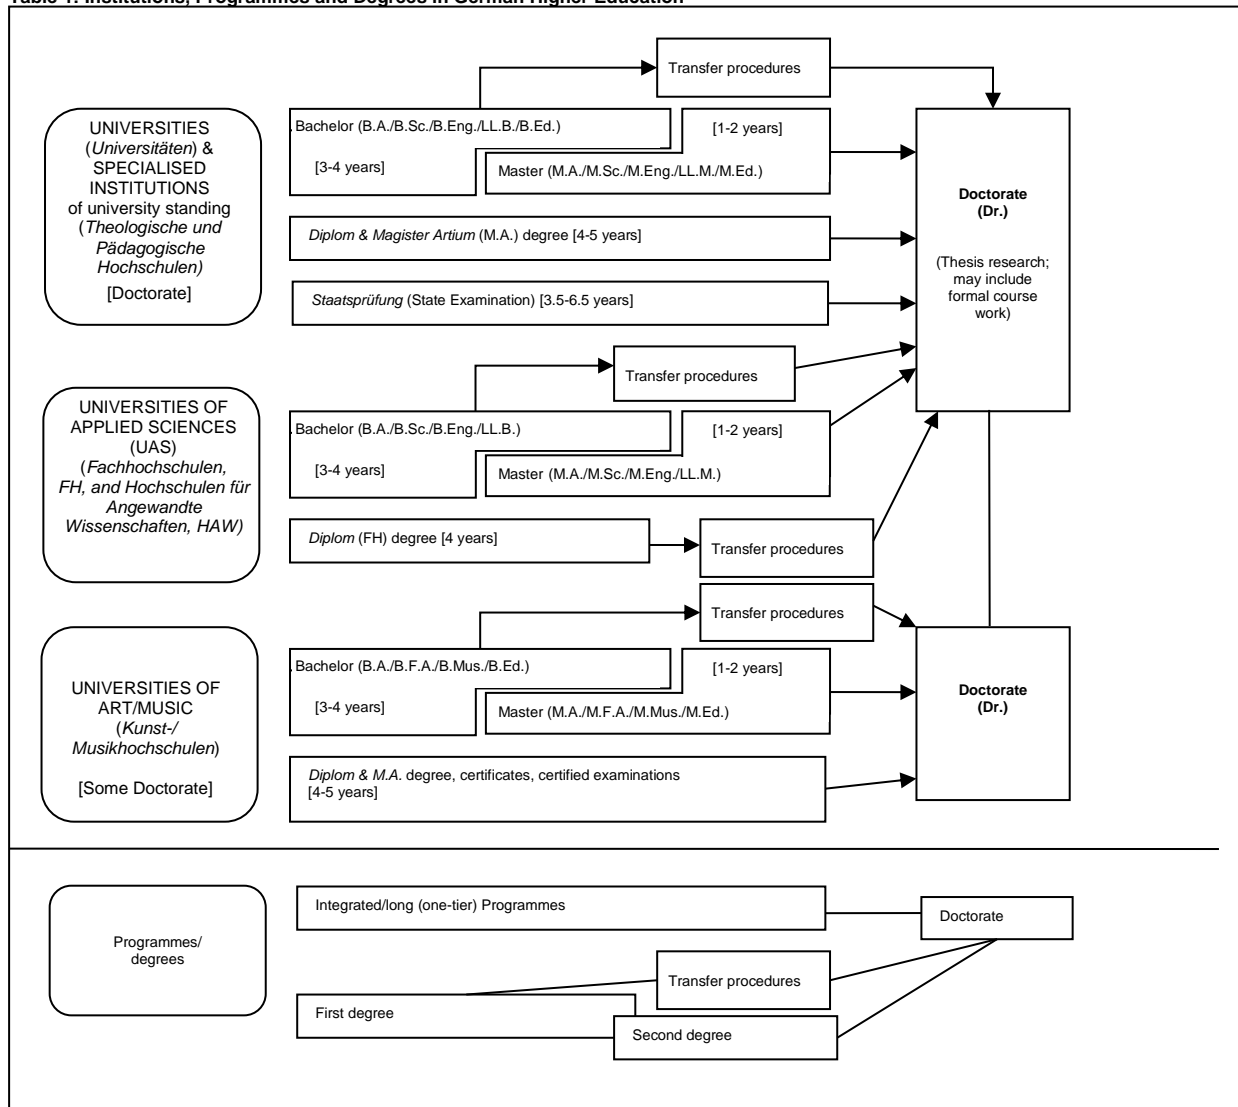 Table 1: Institutions, Programmes and Degrees in German Higher Education
Transfer procedures
UNIVERSITIES
(Universitäten) &
SPECIALISED
INSTITUTIONS
of university standing
(Theologische und
Pädagogische
Hochschulen)
[Doctorate]
Bachelor (B.A./B.Sc./B.Eng./LL.B./B.Ed.)
[3-4 years]
[1-2 years]
Master (M.A./M.Sc./M.Eng./LL.M./M.Ed.)
Diplom & Magister Artium (M.A.) degree [4-5 years]
Staatsprüfung (State Examination) [3.5-6.5 years]
Doctorate
(Dr.)
(Thesis research;
may include
formal course
work)
Transfer procedures
UNIVERSITIES OF
APPLIED SCIENCES
(UAS)
(Fachhochschulen,
FH, and Hochschulen für
Angewandte
Wissenschaften, HAW)
Bachelor (B.A./B.Sc./B.Eng./LL.B.)
[3-4 years]
[1-2 years]
Master (M.A./M.Sc./M.Eng./LL.M.)
Diplom (FH) degree [4 years]
Transfer procedures
Transfer procedures
UNIVERSITIES OF
ART/MUSIC
(Kunst-/
Musikhochschulen)
[Some Doctorate]
Bachelor (B.A./B.F.A./B.Mus./B.Ed.)
[3-4 years]
[1-2 years]
Master (M.A./M.F.A./M.Mus./M.Ed.)
Diplom & M.A. degree, certificates, certified examinations
[4-5 years]
Doctorate
(Dr.)
Programmes/
degrees
Integrated/long (one-tier) Programmes
Doctorate
Transfer procedures
First degree
Second degree